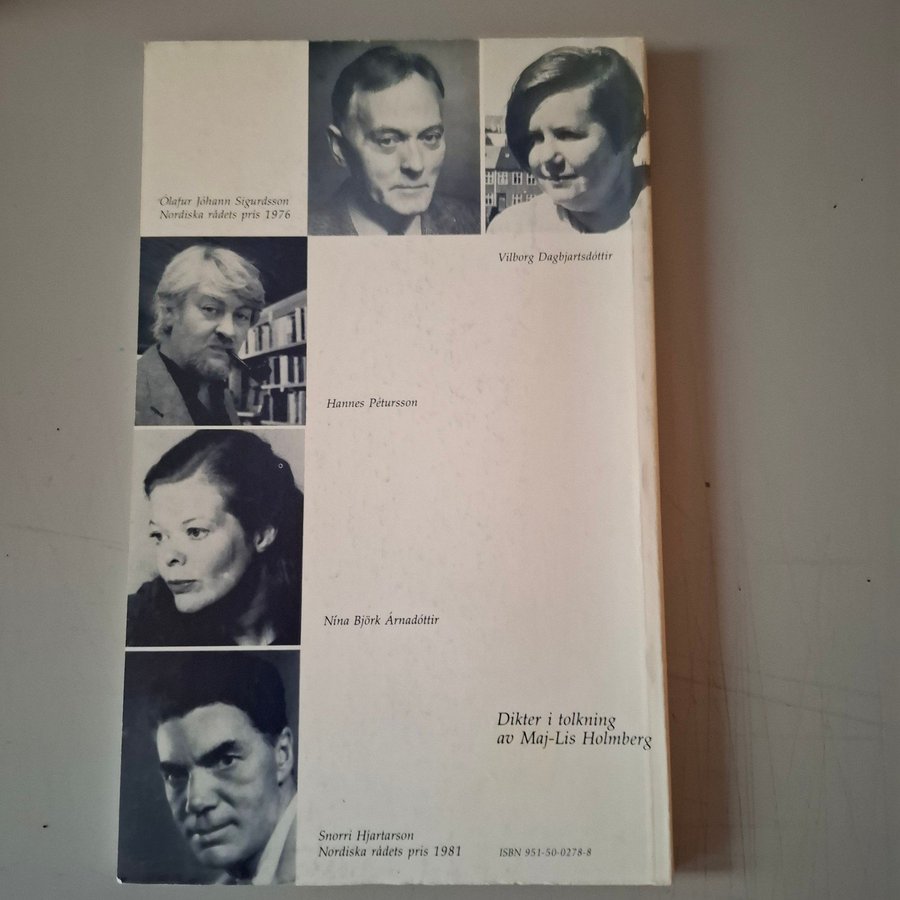 Ólafur Jóhann Sigurdsson
Nordiska rådets pris 1976
Vilborg Dagbjartsdóttir
Hannes Pétursson
Nína Björk Árnadóttir
Dikter i tolkning
av Maj-Lis Holmberg
Snorri Hjartarson
Nordiska rådets pris 1981
ISBN 951-50-0278-8